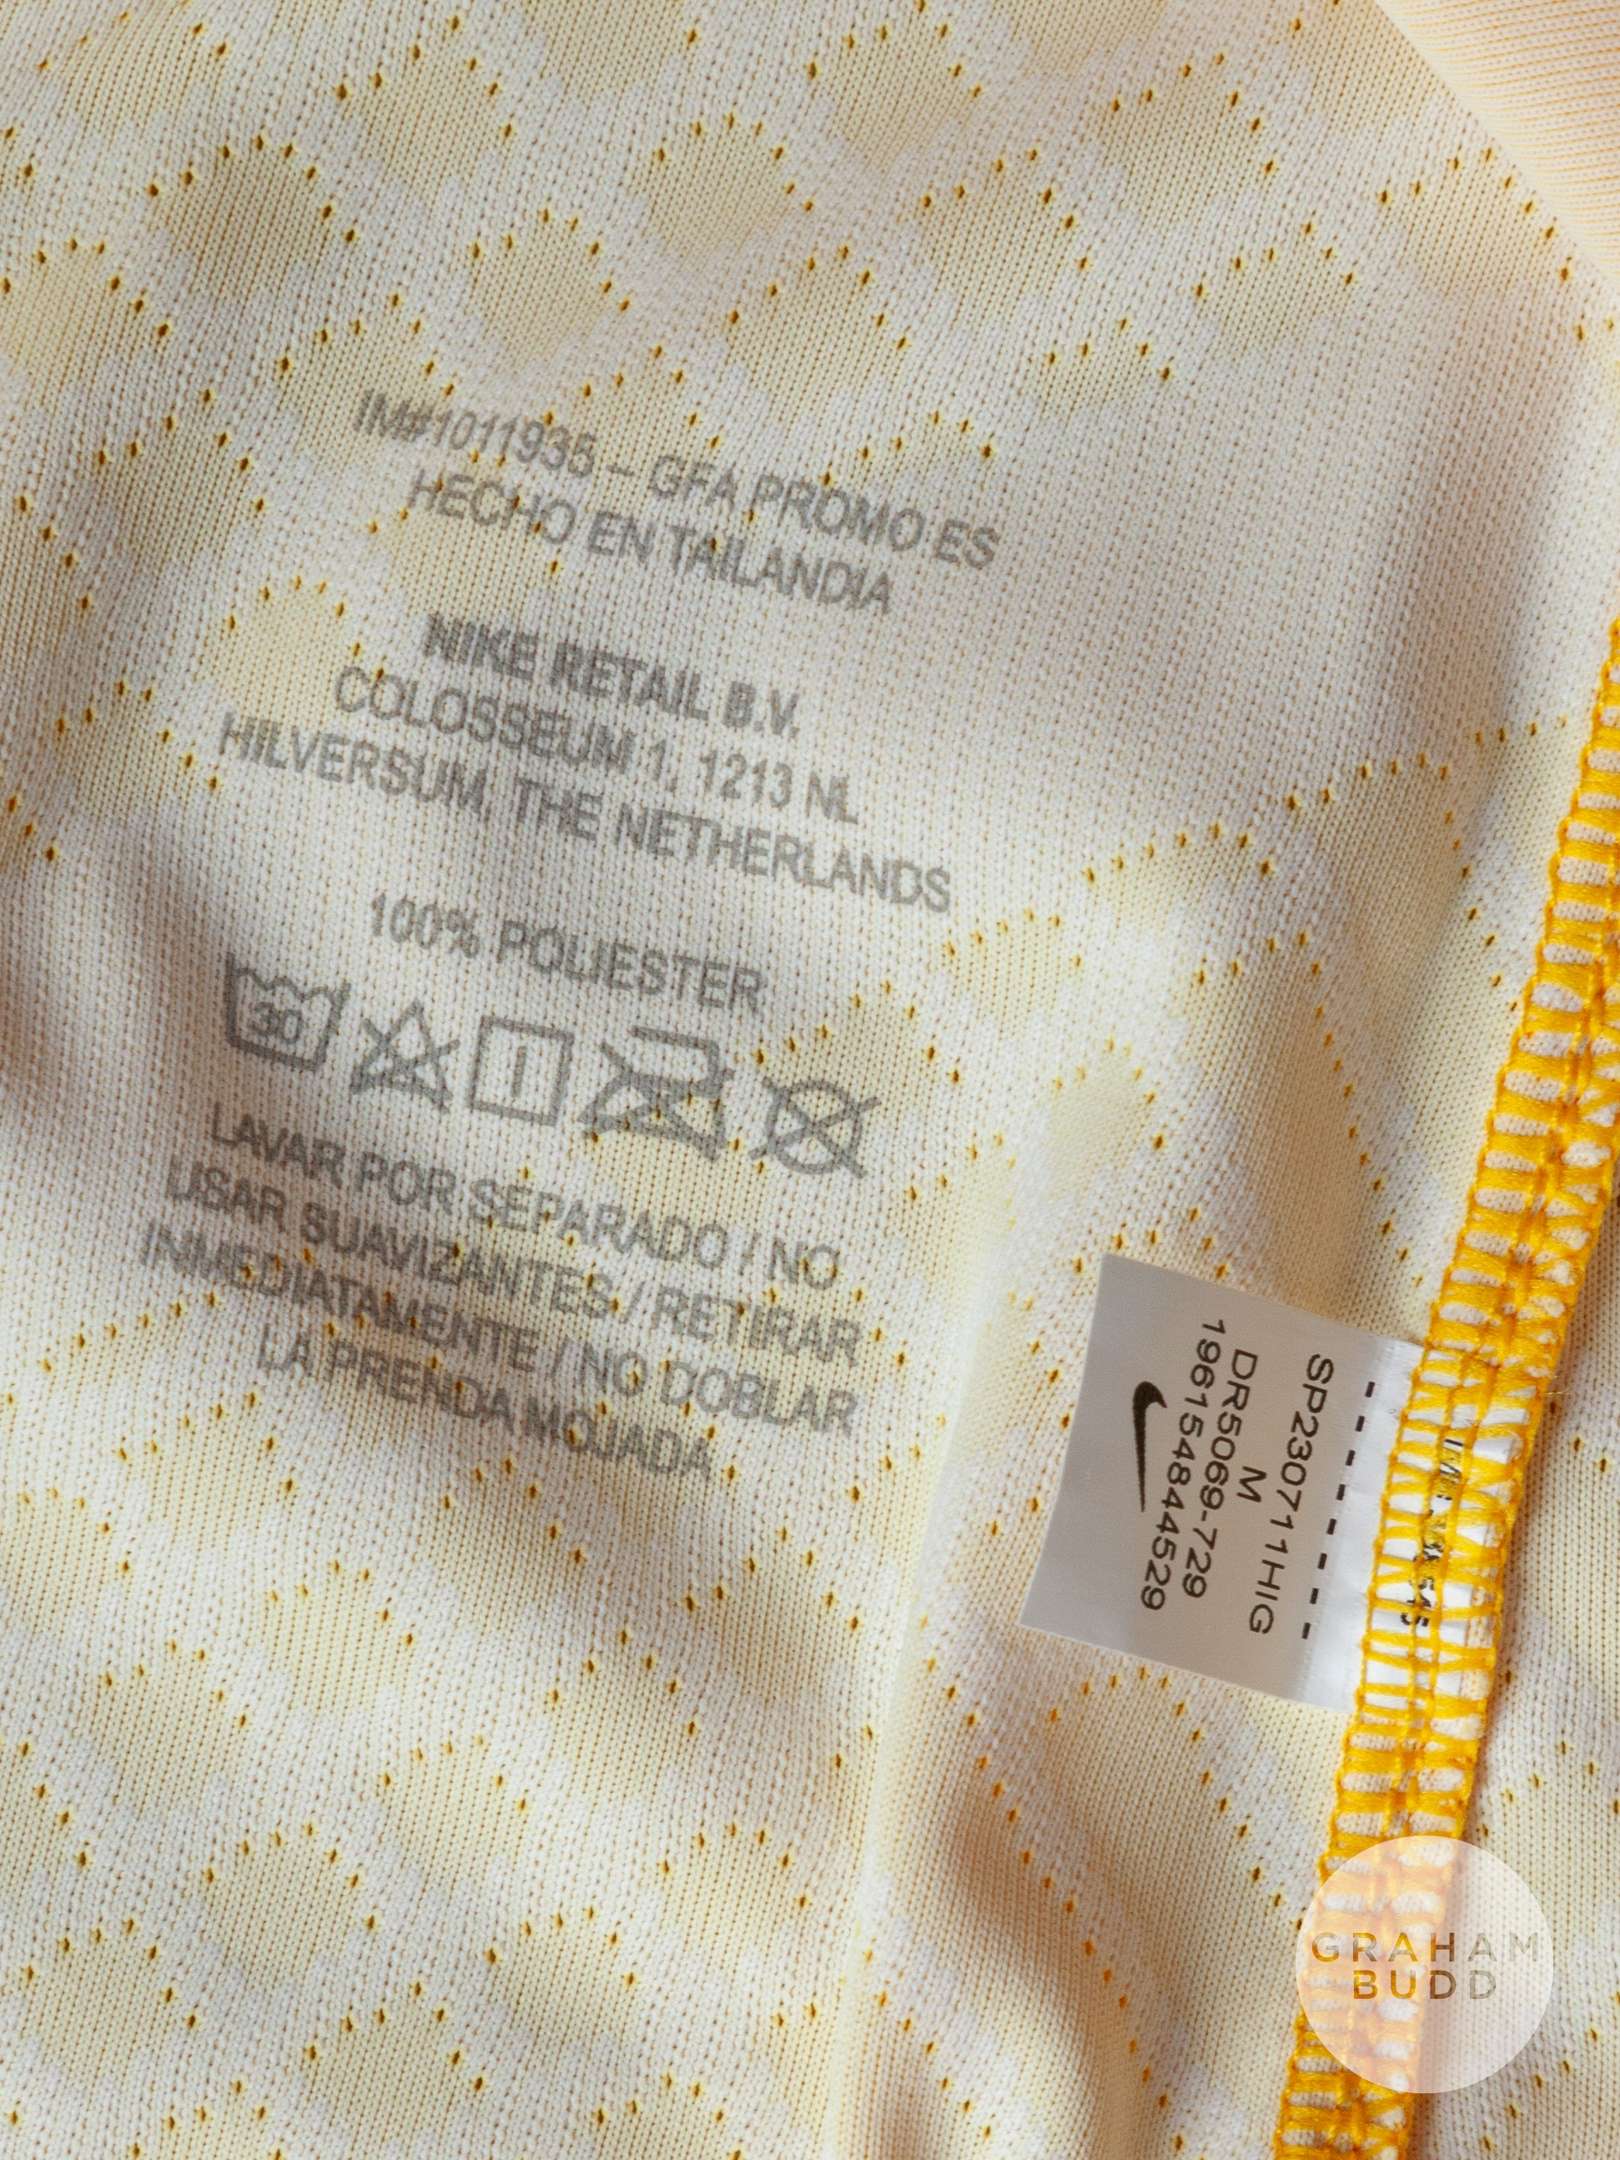 IM#1011935 – GFA PROMO ES
HECHO EN TAILANDIA
NIKE RETAIL B.V.
COLOSSEUM 1, 1213 NL
HILVERSUM, THE NETHERLANDS
100% POLIESTER
30
LAVAR POR SEPARADO / NO
USAR SUAVIZANTES / RETIRAR
INMEDIATAMENTE / NO DOBLAR
LA PRENDA MOJADA
SP230711HIG
M
DR5069-729
196154844529
GRAHAM
BUDD